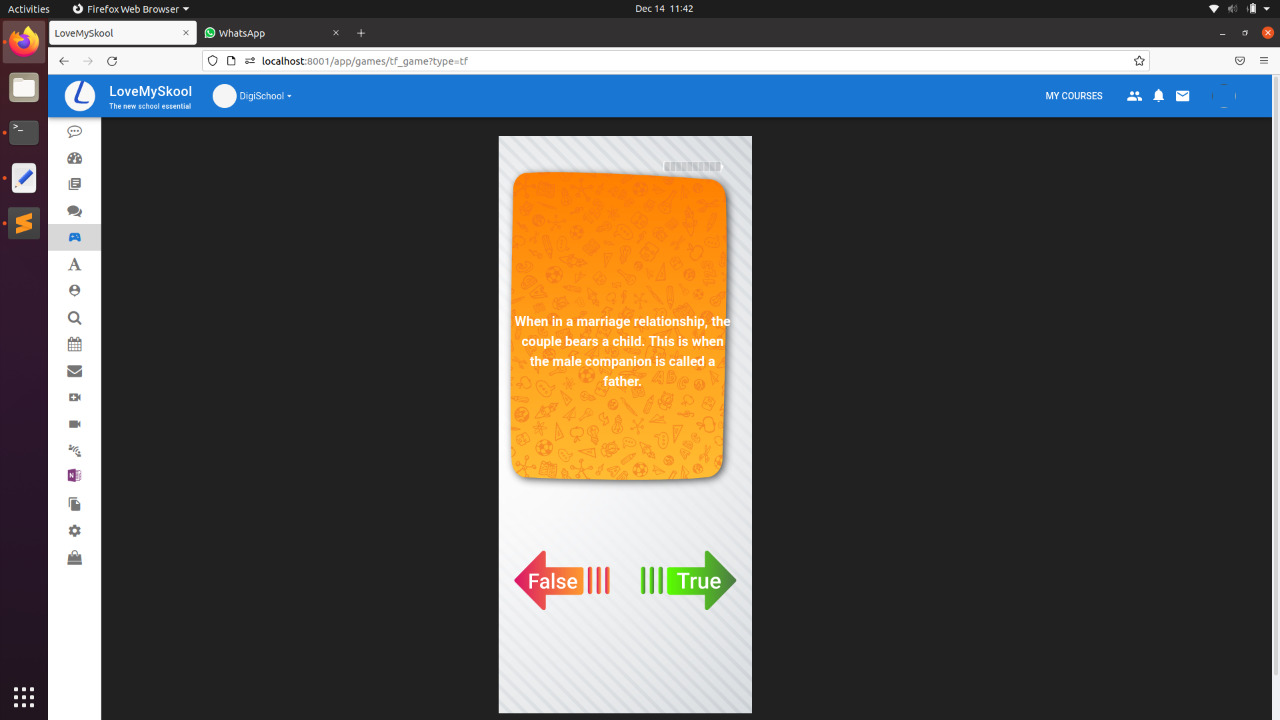 Activities
Firefox Web Browser
Dec 14 11:42
LoveMySkool
WhatsApp
localhost:8001/app/games/tf_game?type=tf
LoveMySkool
The new school essential
DigiSchool
MY COURSES
When in a marriage relationship, the
couple bears a child. This is when
the male companion is called a
father.
False
True